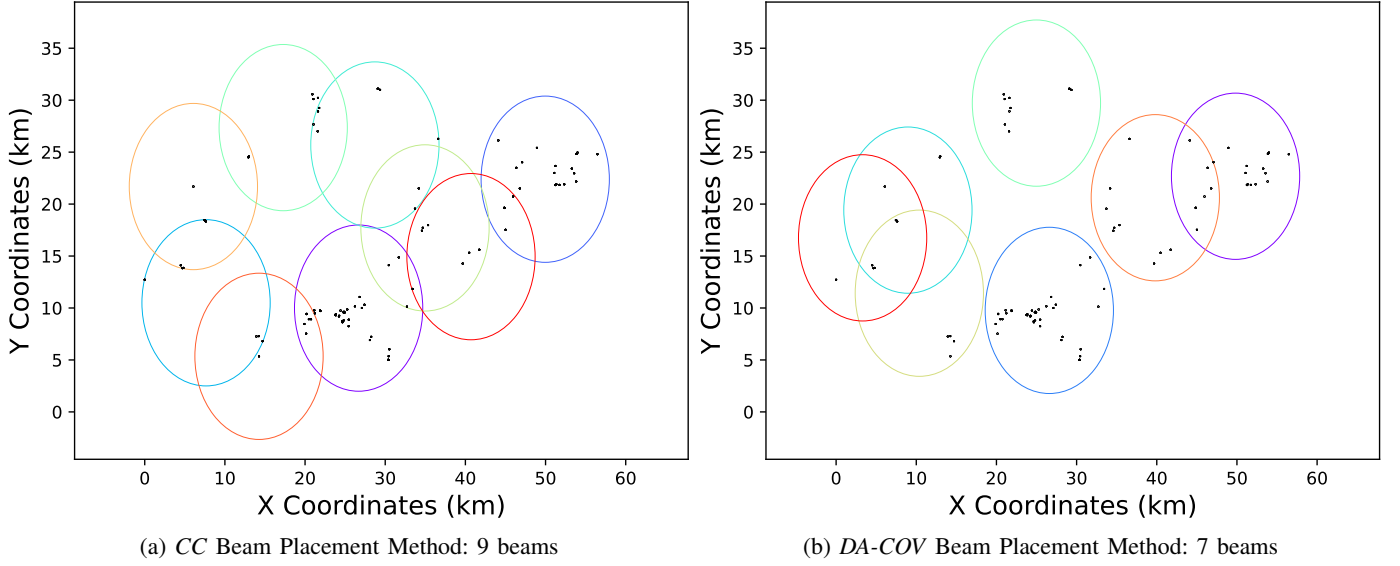 35
30
25
20
15
10
5
0
Y Coordinates (km)
0 10 20 30 40 50 60
X Coordinates (km)
(a) CC Beam Placement Method: 9 beams
35
30
25
20
15
10
5
0
Y Coordinates (km)
0 10 20 30 40 50 60
X Coordinates (km)
(b) DA-COV Beam Placement Method: 7 beams